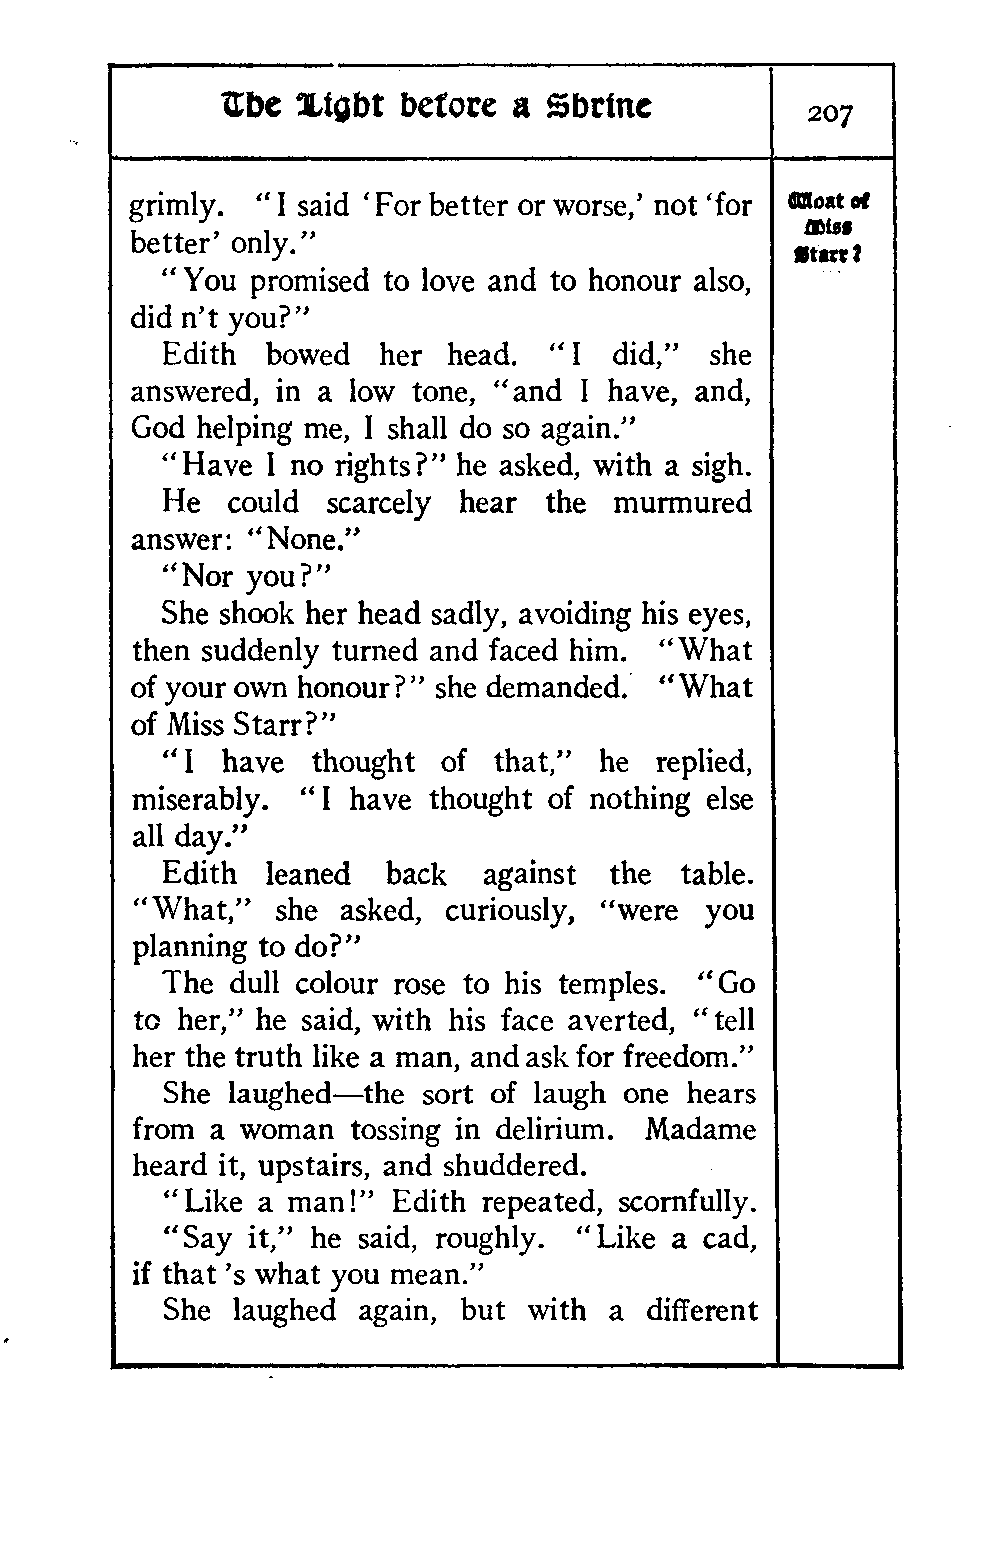 The Light before a Shrine
207
grimly. “I said ‘For better or worse,’ not ‘for
better’ only.”
“You promised to love and to honour also,
did n’t you?”
Edith bowed her head. “I did,” she
answered, in a low tone, “and I have, and,
God helping me, I shall do so again.”
“Have I no rights?” he asked, with a sigh.
He could scarcely hear the murmured
answer: “None.”
“Nor you?”
She shook her head sadly, avoiding his eyes,
then suddenly turned and faced him. “What
of your own honour?” she demanded. “What
of Miss Starr?”
“I have thought of that,” he replied,
miserably. “I have thought of nothing else
all day.”
Edith leaned back against the table.
“What,” she asked, curiously, “were you
planning to do?”
The dull colour rose to his temples. “Go
to her,” he said, with his face averted, “tell
her the truth like a man, and ask for freedom.”
She laughed—the sort of laugh one hears
from a woman tossing in delirium. Madame
heard it, upstairs, and shuddered.
“Like a man!” Edith repeated, scornfully.
“Say it,” he said, roughly. “Like a cad,
if that ’s what you mean.”
She laughed again, but with a different
What of
Miss
Starr?